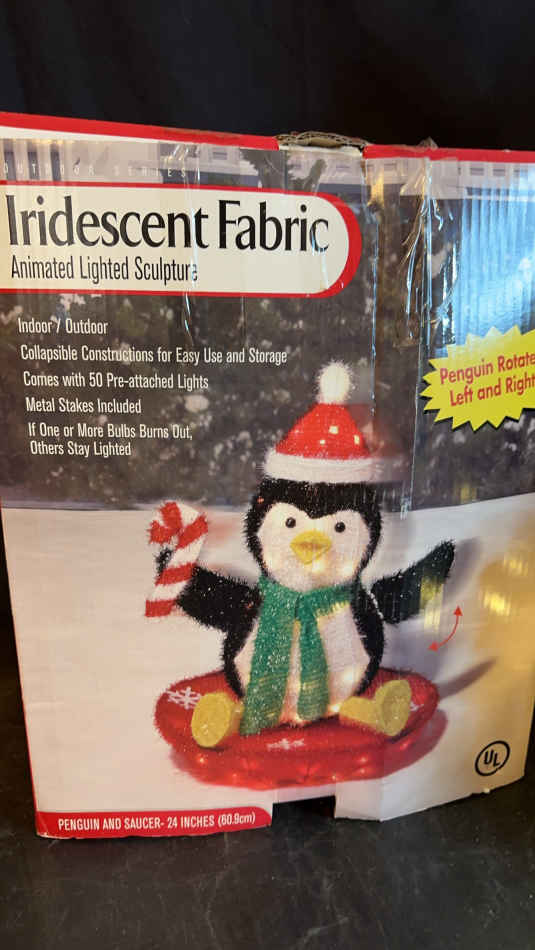 OUTDOOR SERIES
Iridescent Fabric
Animated Lighted Sculpture
Indoor / Outdoor
Collapsible Constructions for Easy Use and Storage
Comes with 50 Pre-attached Lights
Metal Stakes Included
If One or More Bulbs Burns Out,
Others Stay Lighted
Penguin Rotate
Left and Right
UL
PENGUIN AND SAUCER- 24 INCHES (60.9cm)